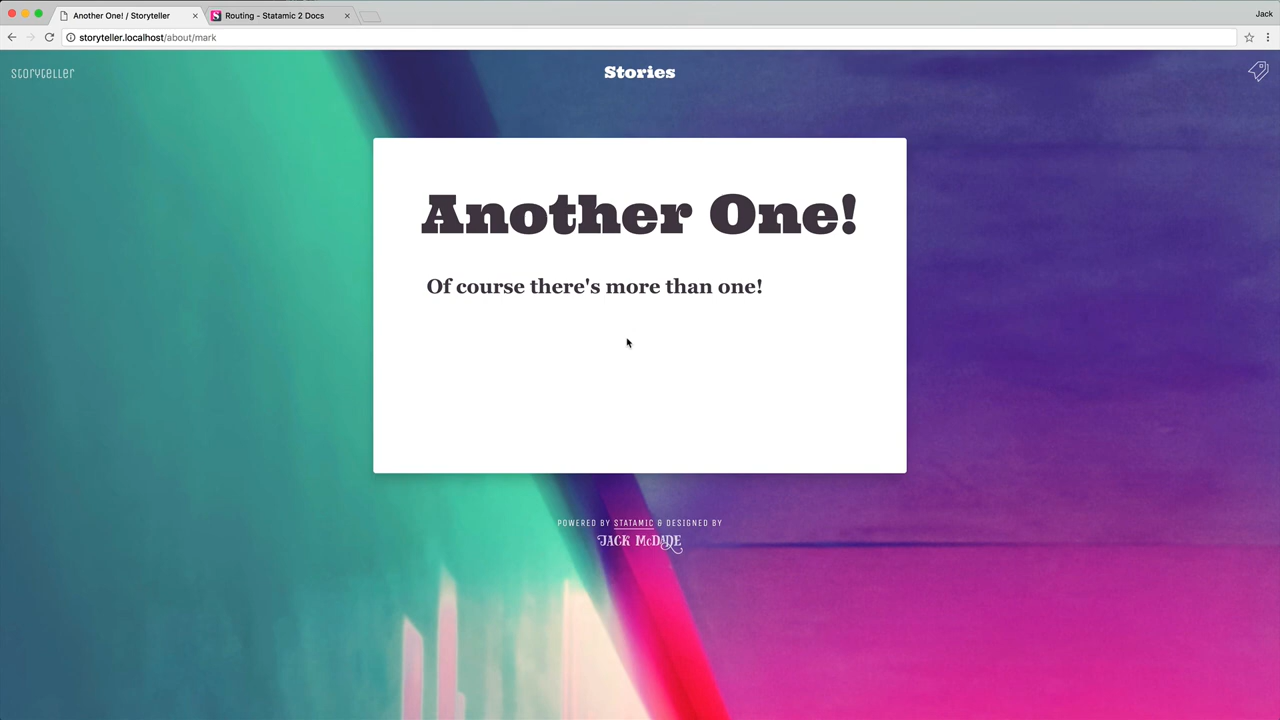 Another One! / Storyteller
Routing - Statamic 2 Docs
Jack
storyteller.localhost/about/mark
Storyteller
Stories
Another One!
Of course there's more than one!
POWERED BY STATAMIC & DESIGNED BY
JACK McDADE